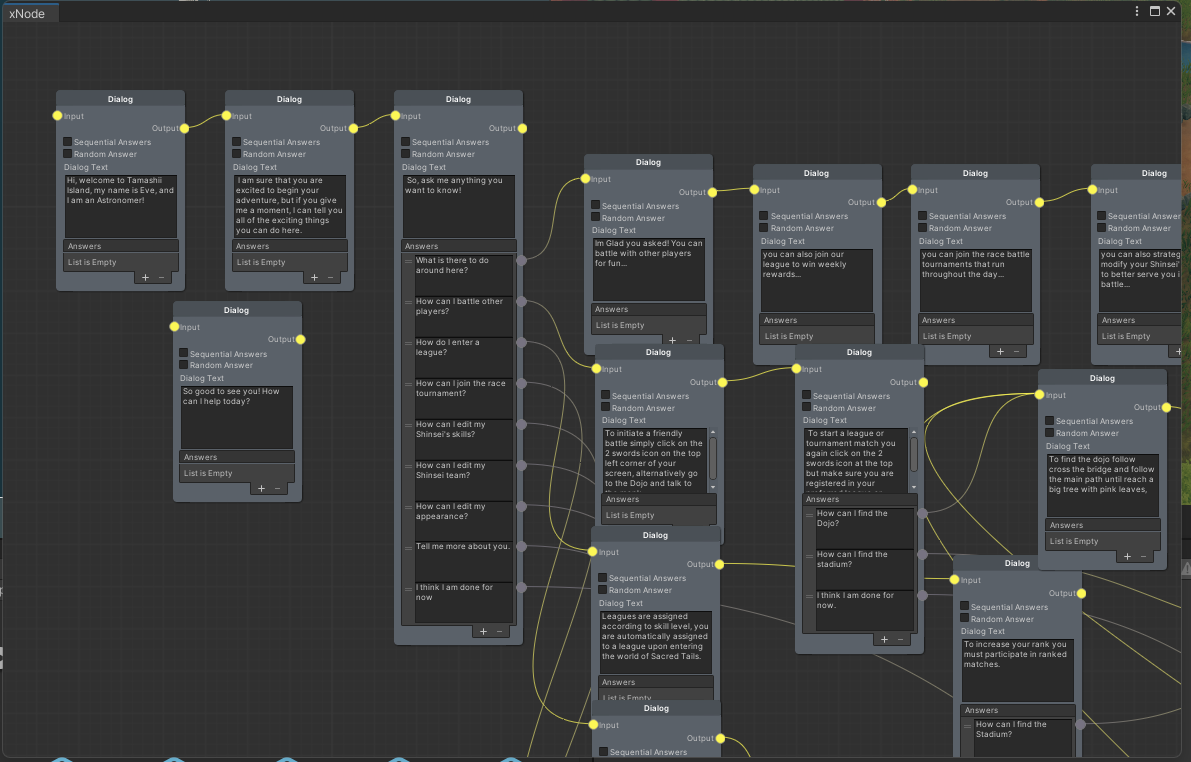 xNode
Dialog
Input
Output
Sequential Answers
Random Answer
Dialog Text
Hi, welcome to Tamashii
Island, my name is Eve, and
I am an Astronomer!
Answers
List is Empty
+ −
Dialog
Input
Output
Sequential Answers
Random Answer
Dialog Text
I am sure that you are
excited to begin your
adventure, but if you give
me a moment, I can tell you
all of the exciting things
you can do here.
Answers
List is Empty
+ −
Dialog
Input
Output
Sequential Answers
Random Answer
Dialog Text
So, ask me anything you
want to know!
Answers
What is there to do
around here?
How can I battle other
players?
How do I enter a
league?
How can I join the race
tournament?
How can I edit my
Shinsei's skills?
How can I edit my
Shinsei team?
How can I edit my
appearance?
Tell me more about you.
I think I am done for
now
+ −
Dialog
Input
Output
Sequential Answers
Random Answer
Dialog Text
So good to see you! How
can I help today?
Answers
List is Empty
+ −
Dialog
Input
Output
Sequential Answers
Random Answer
Dialog Text
Im Glad you asked! You can
battle with other players
for fun...
Answers
List is Empty
+ −
Dialog
Input
Output
Sequential Answers
Random Answer
Dialog Text
you can also join our
league to win weekly
rewards...
Answers
List is Empty
Dialog
Input
Output
Sequential Answers
Random Answer
Dialog Text
you can join the race battle
tournaments that run
throughout the day...
Answers
List is Empty
+ −
Dialog
Input
Sequential Answers
Random Answer
Dialog Text
you can also strateg
modify your Shinsei'
to better serve you i
battle...
Answers
List is Empty
+
Dialog
Input
Output
Sequential Answers
Random Answer
Dialog Text
To initiate a friendly
battle simply click on the
2 swords icon on the top
left corner of your
screen, alternatively go
to the Dojo and talk to
Answers
List is Empty
Dialog
Input
Output
Sequential Answers
Random Answer
Dialog Text
To start a league or
tournament match you
again click on the 2
swords icon at the top
but make sure you are
registered in your
Answers
How can I find the
Dojo?
How can I find the
stadium?
I think I am done for
now.
+ −
Dialog
Input
Output
Sequential Answers
Random Answer
Dialog Text
To find the dojo follow
cross the bridge and follow
the main path until reach a
big tree with pink leaves,
Answers
List is Empty
+ −
Dialog
Input
Output
Sequential Answers
Random Answer
Dialog Text
Leagues are assigned
according to skill level, you
are automatically assigned
to a league upon entering
the world of Sacred Tails.
Answers
List is Empty
Dialog
Input
Output
Sequential Answers
Random Answer
Dialog Text
To increase your rank you
must participate in ranked
matches.
Answers
How can I find the
Stadium?
Dialog
Input
Output
Sequential Answers